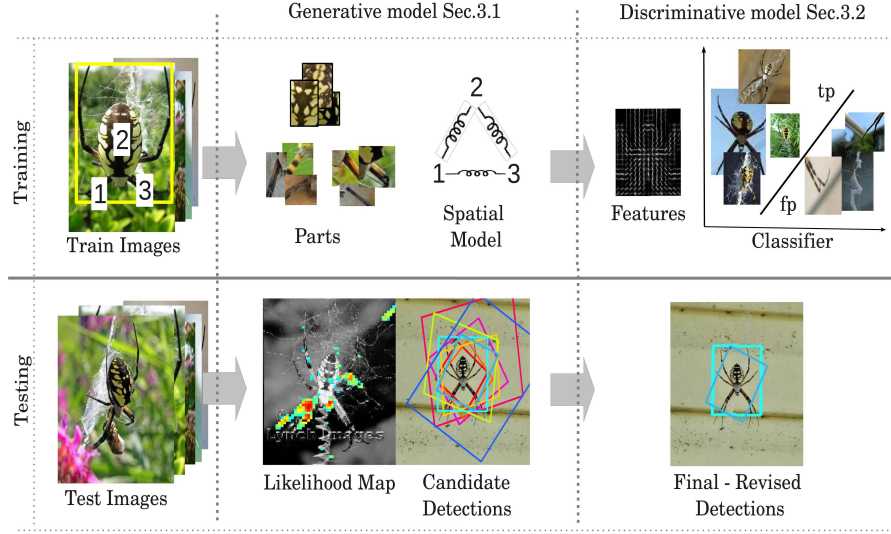 Generative model Sec.3.1
Discriminative model Sec.3.2
Training
2
1
3
Train Images
Parts
2
1
3
Spatial
Model
Features
tp
fp
Classifier
Testing
Test Images
Lynch Images
Likelihood Map
Candidate
Detections
Final - Revised
Detections